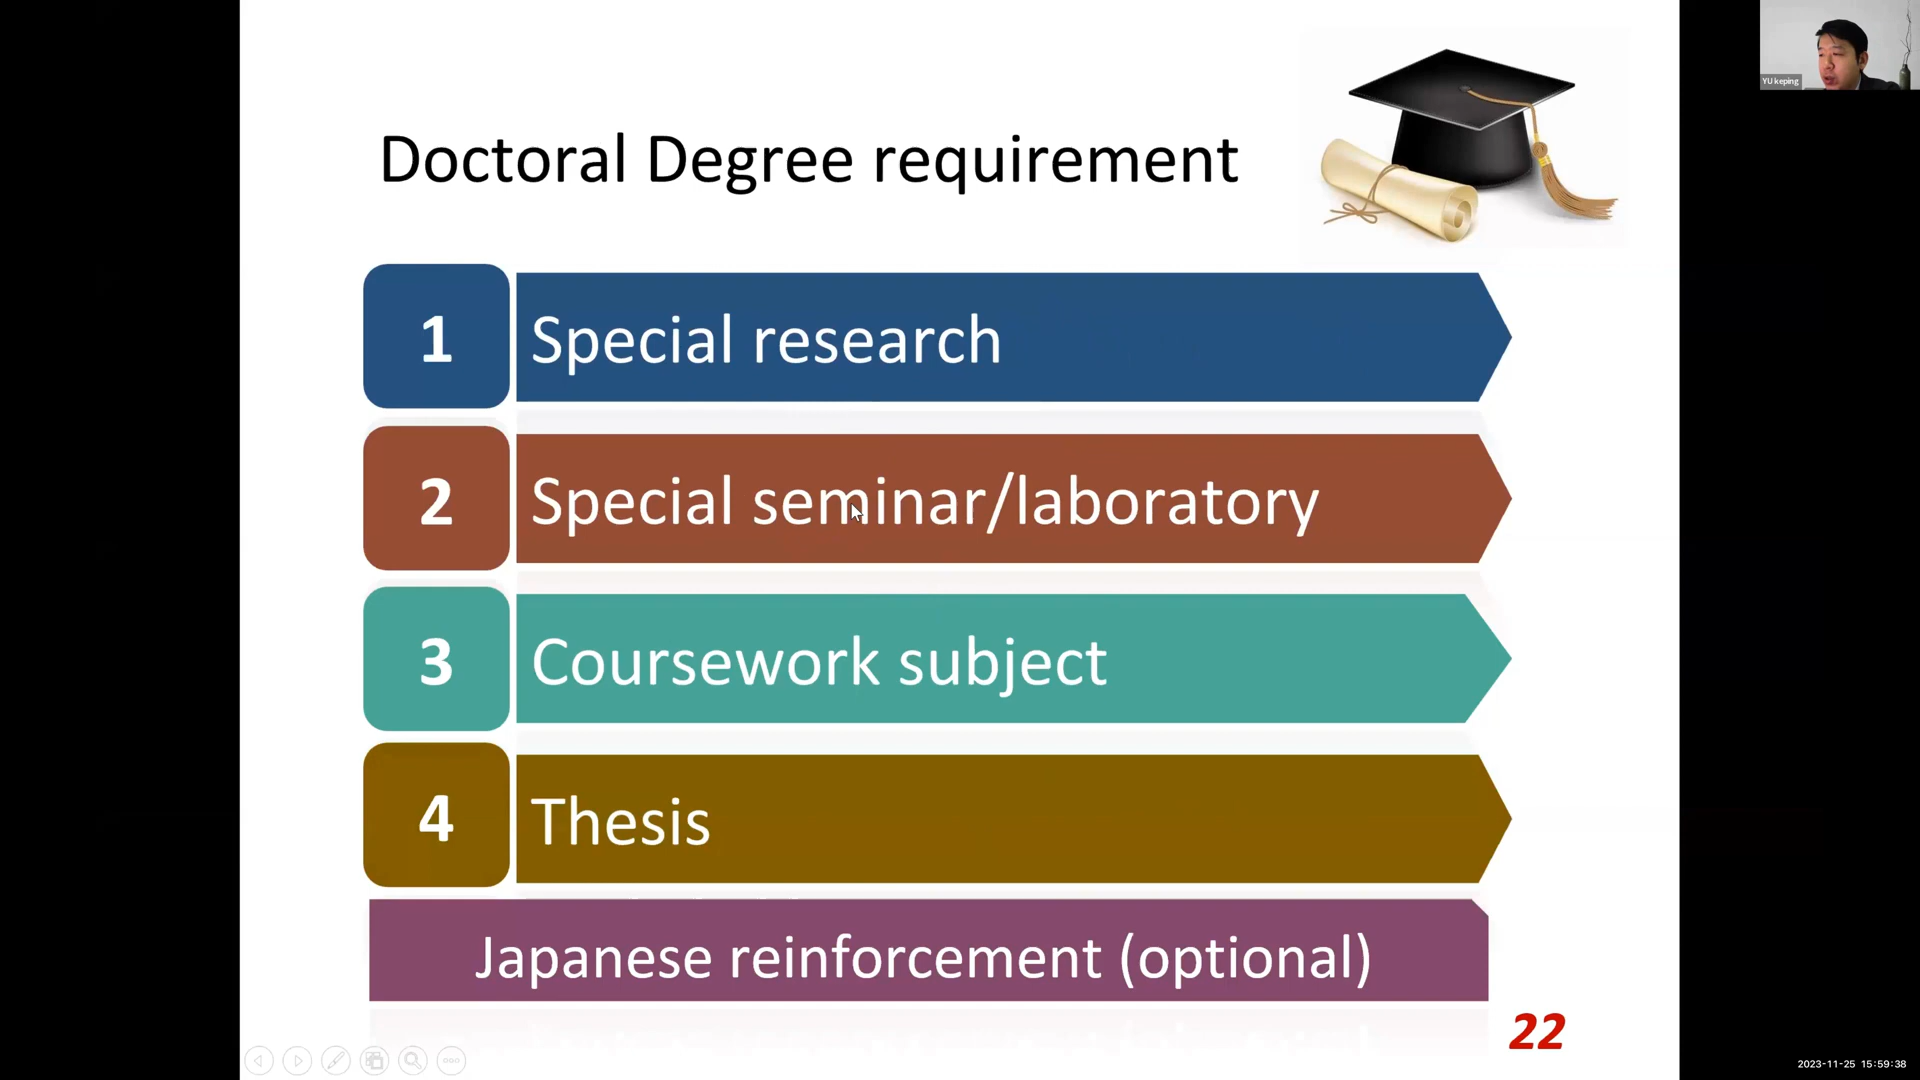 YU keping
Doctoral Degree requirement
1 Special research
2 Special seminar/laboratory
3 Coursework subject
4 Thesis
Japanese reinforcement (optional)
22
2023-11-25 15:59:38